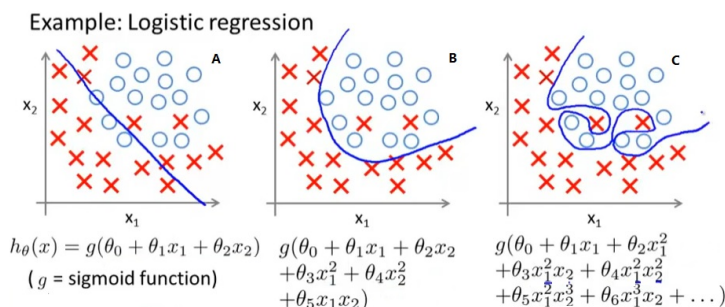 Example: Logistic regression
A
B
C
x₂
x₂
x₂
x₁
x₁
x₁
hθ(x) = g(θ₀ + θ₁x₁ + θ₂x₂)
( g = sigmoid function)
g(θ₀ + θ₁x₁ + θ₂x₂
+θ₃x₁² + θ₄x₂²
+θ₅x₁x₂)
g(θ₀ + θ₁x₁ + θ₂x₁²
+θ₃x₁²x₂ + θ₄x₁²x₂²
+θ₅x₁²x₂³ + θ₆x₁³x₂ + …)